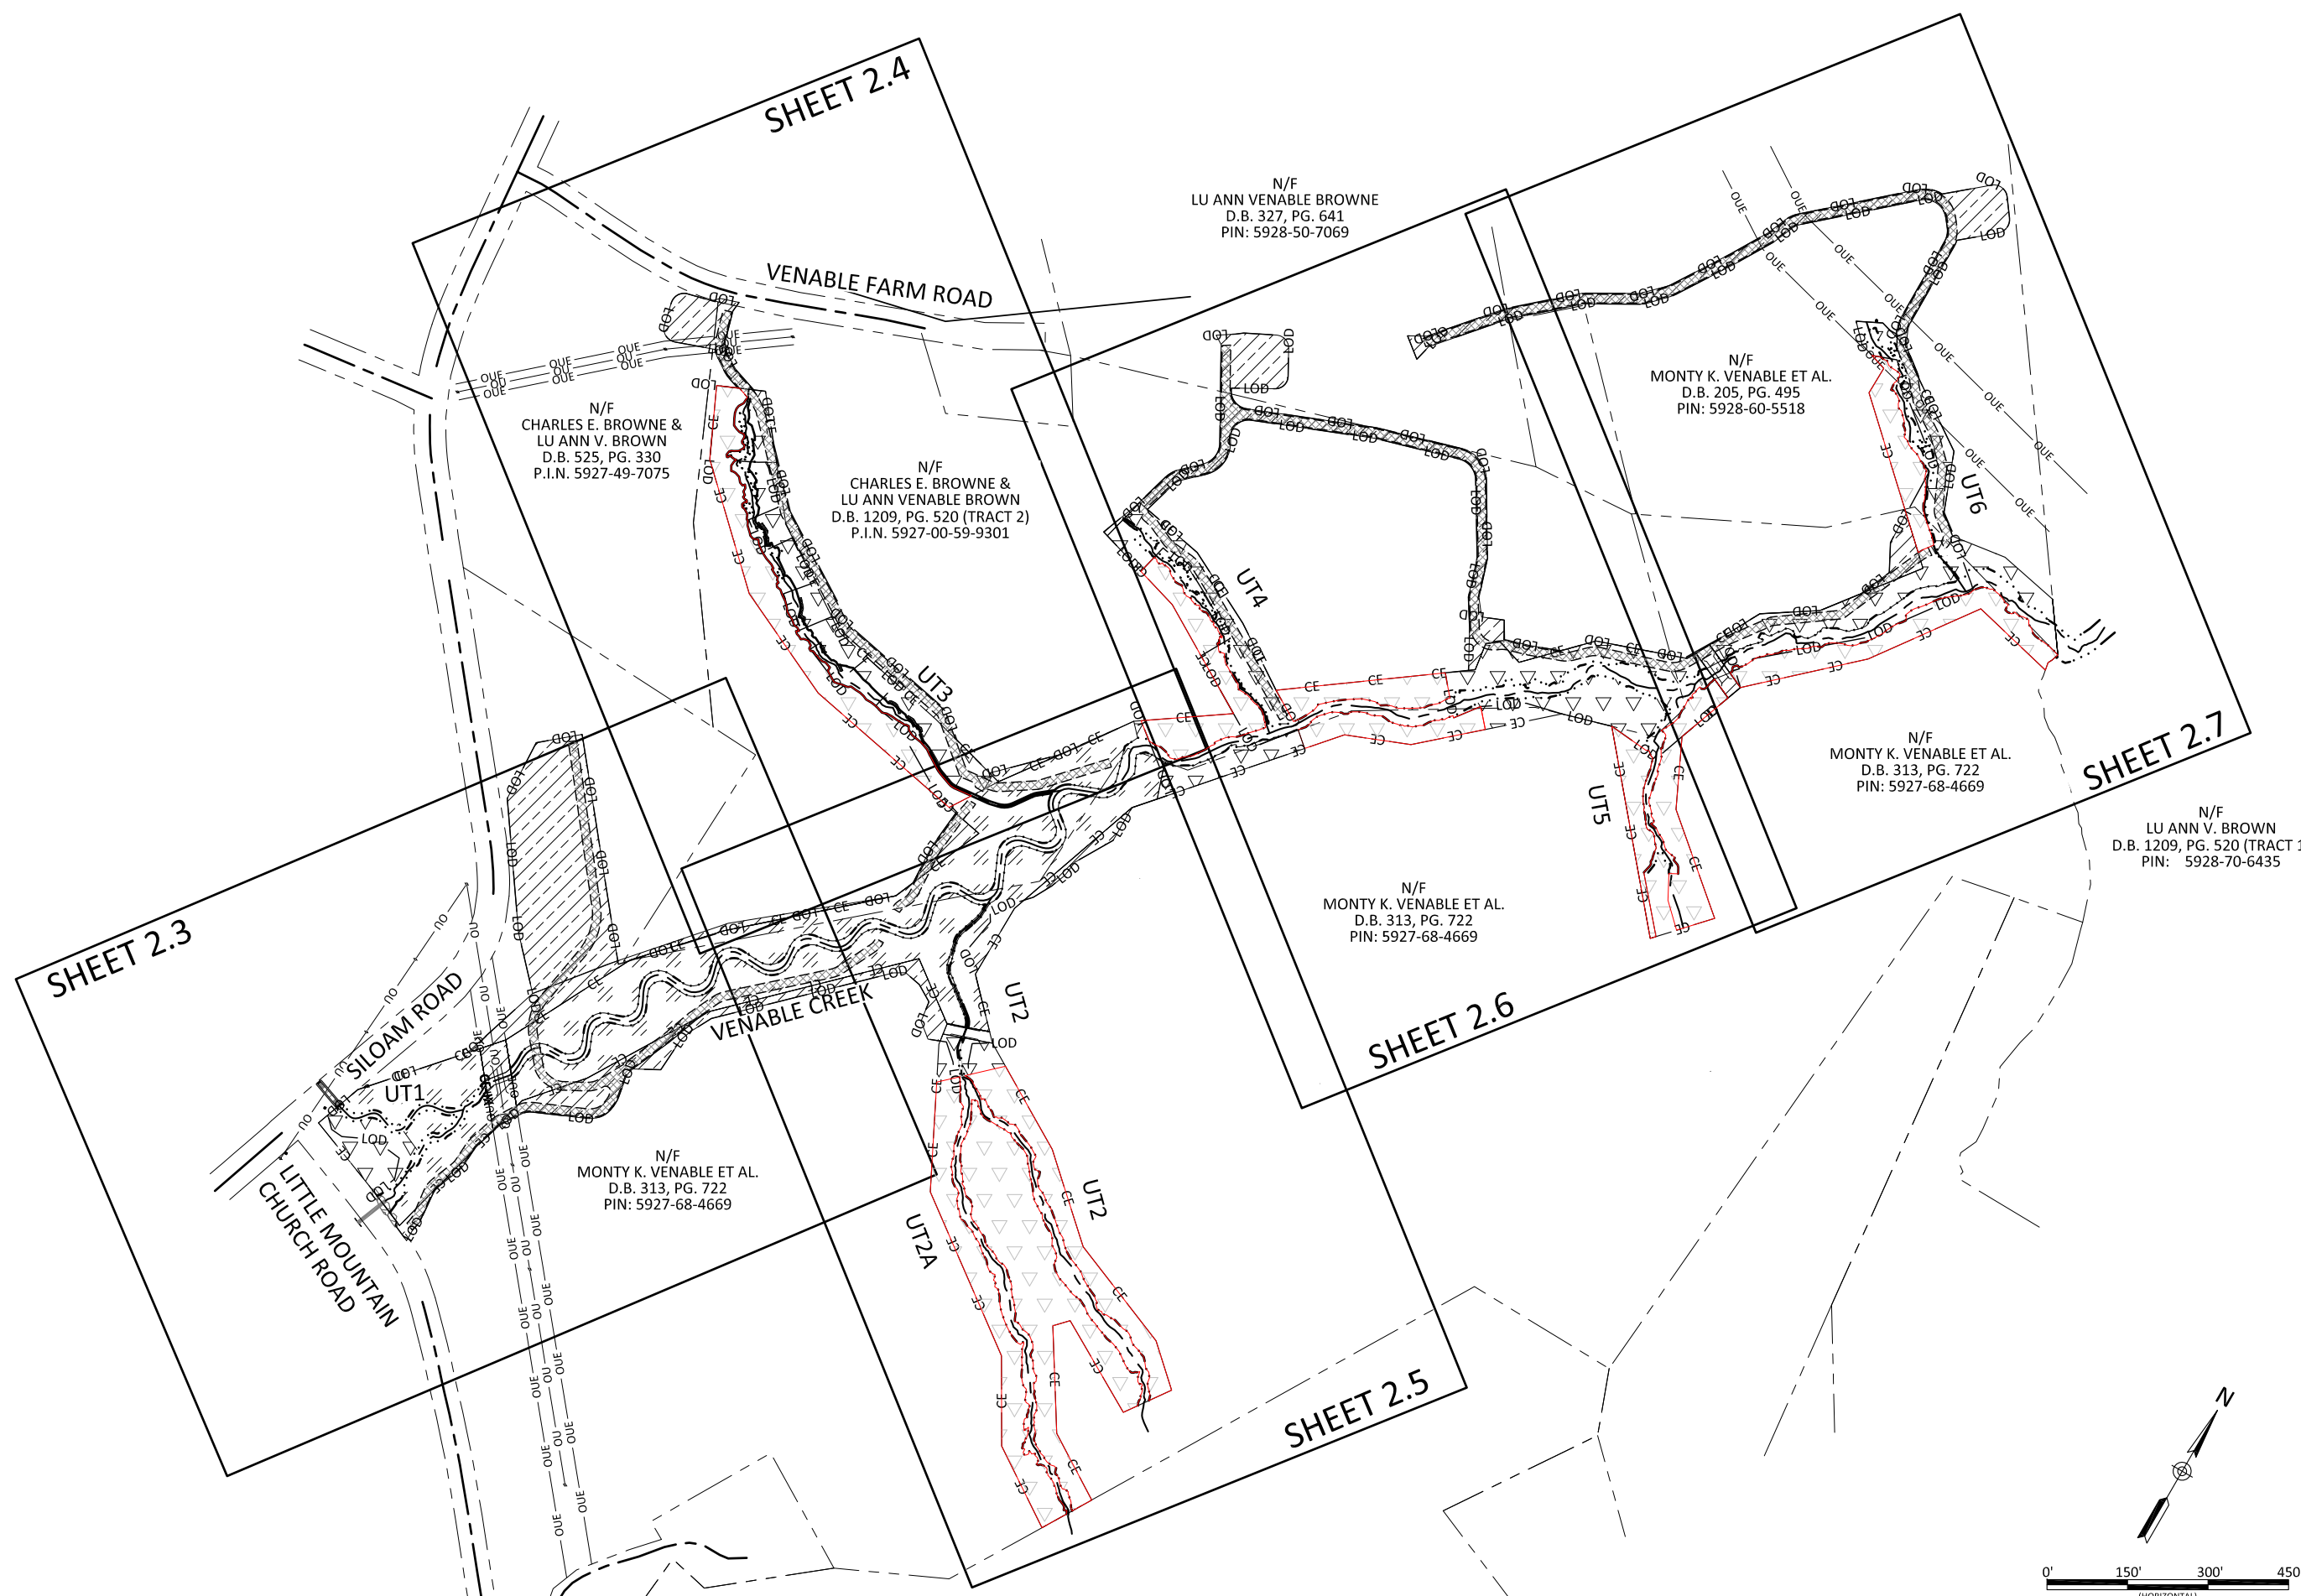 SHEET 2.4
N/F
LU ANN VENABLE BROWNE
D.B. 327, PG. 641
PIN: 5928-50-7069
VENABLE FARM ROAD
N/F
CHARLES E. BROWNE &
LU ANN V. BROWN
D.B. 525, PG. 330
P.I.N. 5927-49-7075
N/F
CHARLES E. BROWNE &
LU ANN VENABLE BROWN
D.B. 1209, PG. 520 (TRACT 2)
P.I.N. 5927-00-59-9301
N/F
MONTY K. VENABLE ET AL.
D.B. 205, PG. 495
PIN: 5928-60-5518
UT6
UT4
UT3
UT5
N/F
MONTY K. VENABLE ET AL.
D.B. 313, PG. 722
PIN: 5927-68-4669
SHEET 2.7
N/F
LU ANN V. BROWN
D.B. 1209, PG. 520 (TRACT 1
PIN: 5928-70-6435
N/F
MONTY K. VENABLE ET AL.
D.B. 313, PG. 722
PIN: 5927-68-4669
SHEET 2.3
SILOAM ROAD
VENABLE CREEK
UT2
SHEET 2.6
UT1
LITTLE MOUNTAIN
CHURCH ROAD
N/F
MONTY K. VENABLE ET AL.
D.B. 313, PG. 722
PIN: 5927-68-4669
UT2A
UT2
SHEET 2.5
N
0' 150' 300' 450
(HORIZONTAL)
LOD
CE
OUE
OU